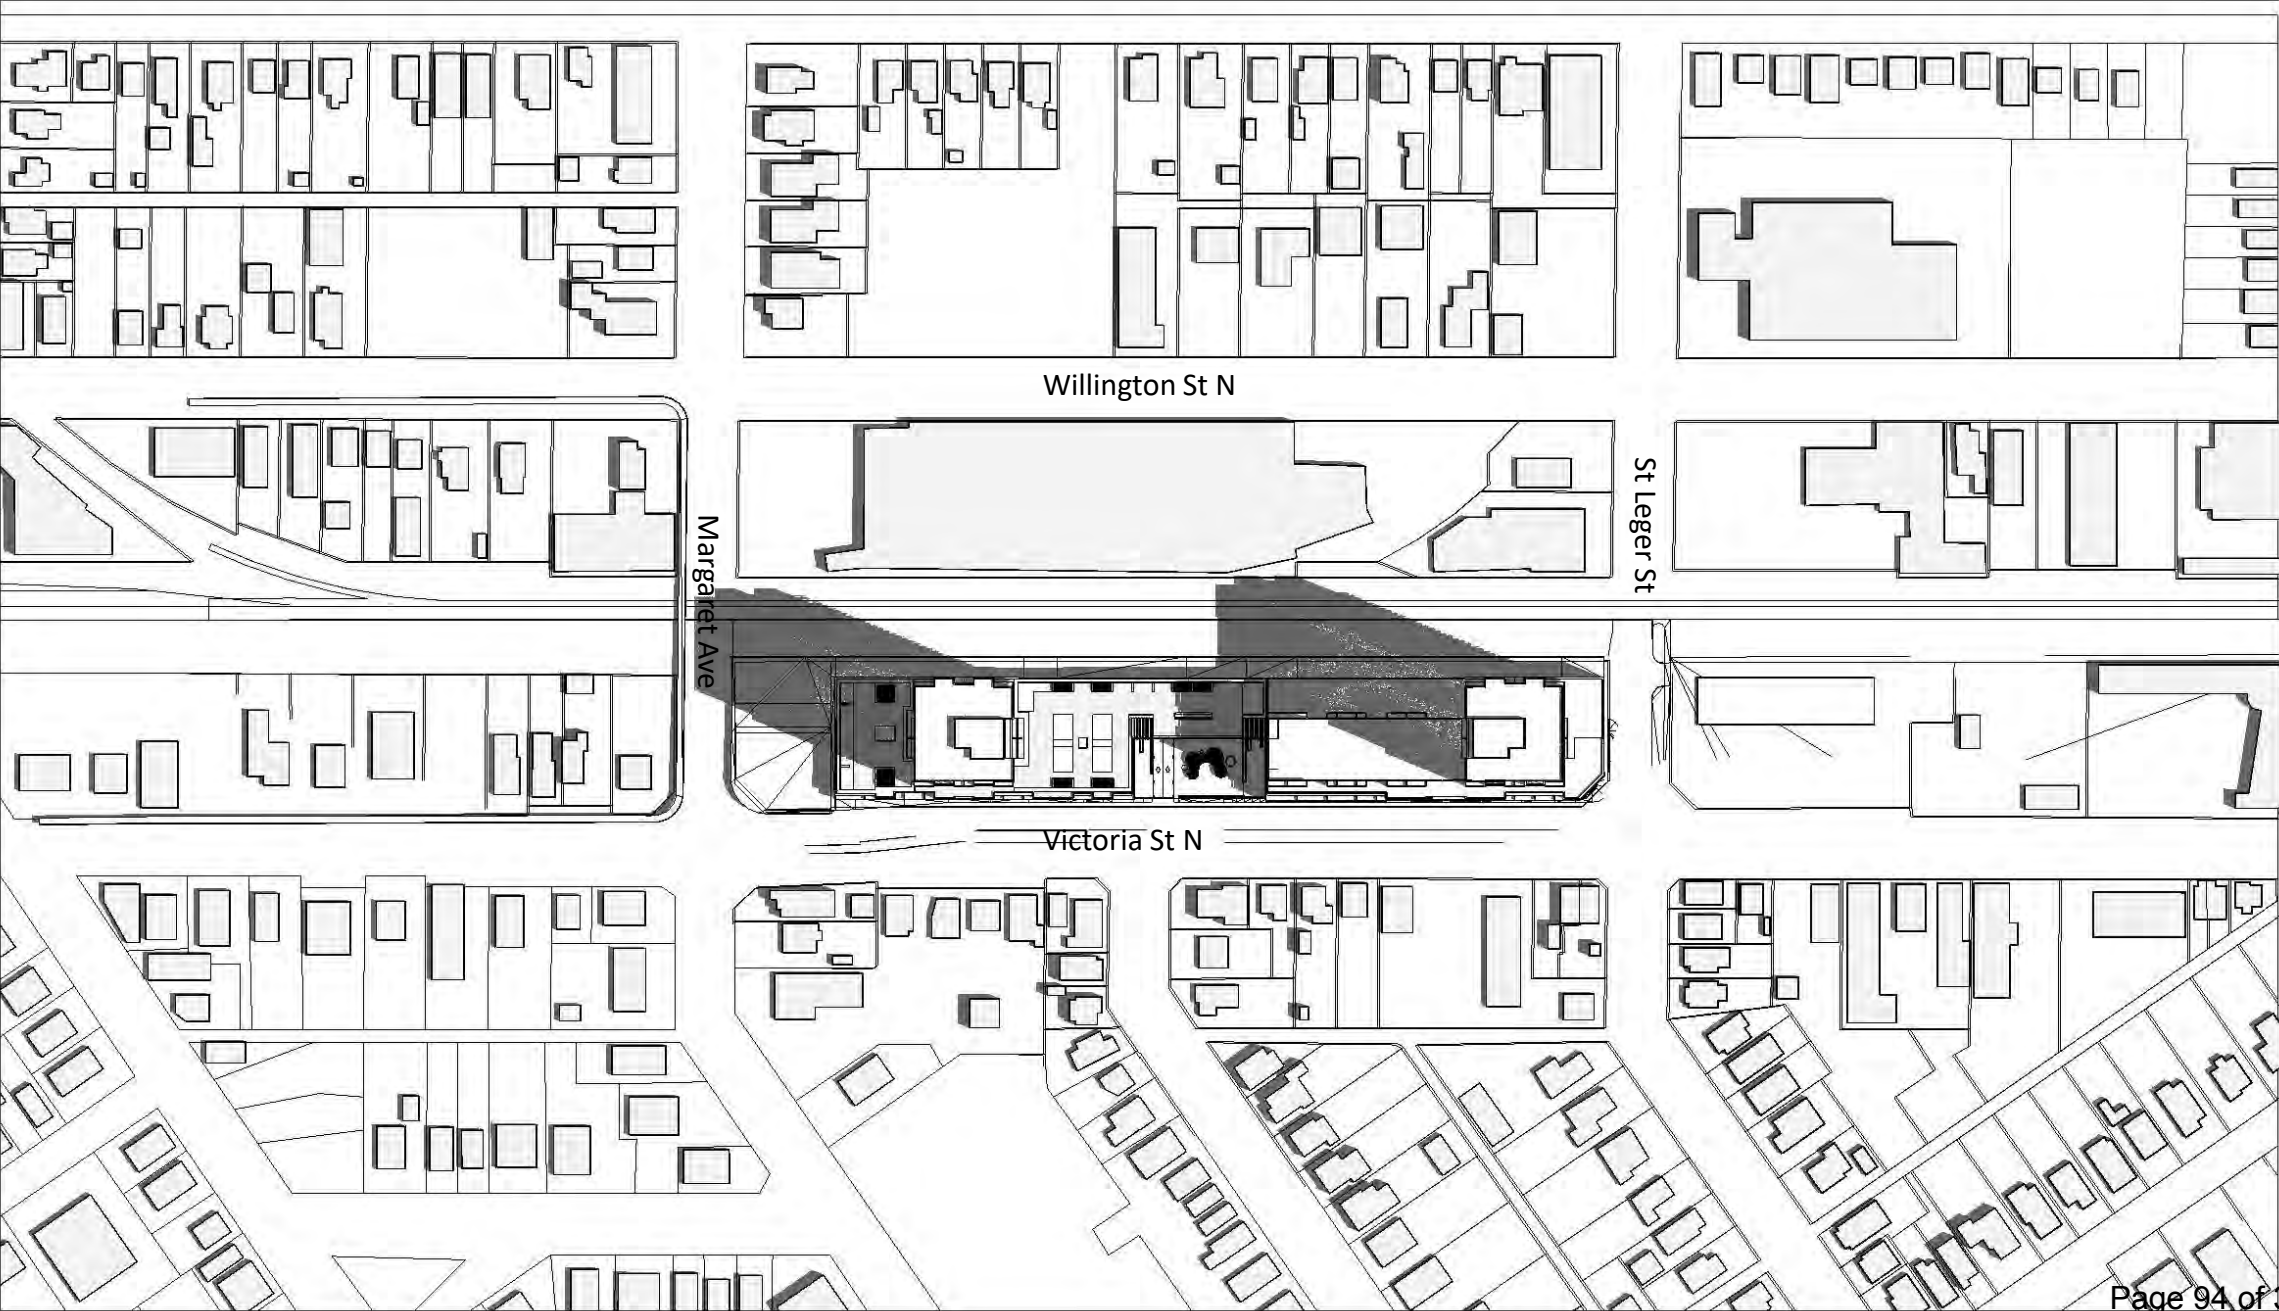 Willington St N
St Leger St
Margaret Ave
Victoria St N
Page 94 of